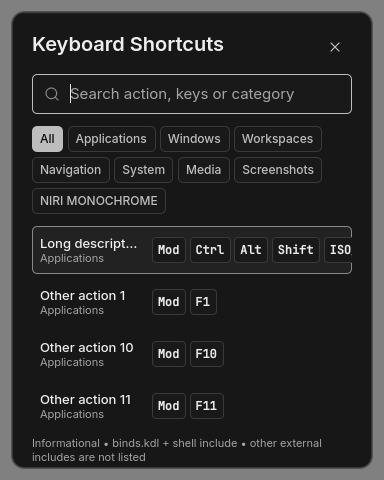 Keyboard Shortcuts
Search action, keys or category
All Applications Windows Workspaces
Navigation System Media Screenshots
NIRI MONOCHROME
Long descript... Mod Ctrl Alt Shift ISO
Applications
Other action 1 Mod F1
Applications
Other action 10 Mod F10
Applications
Other action 11 Mod F11
Applications
Informational • binds.kdl + shell include • other external
includes are not listed